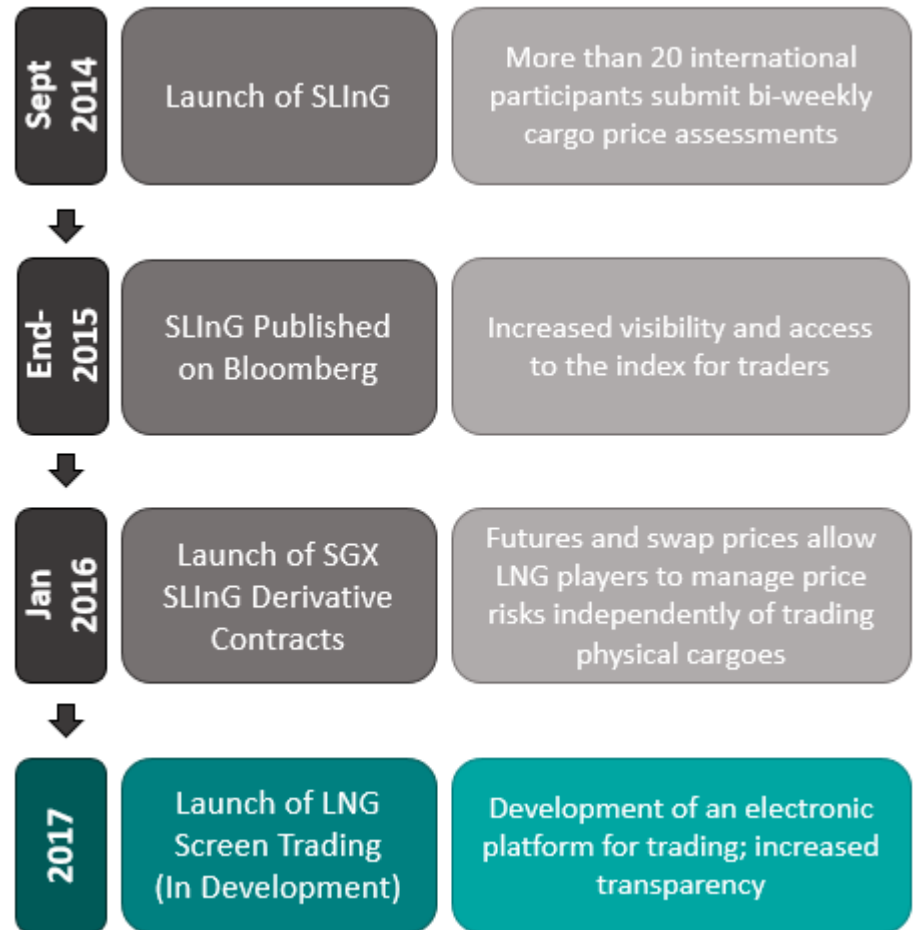 Sept
2014
Launch of SLInG
More than 20 international
participants submit bi-weekly
cargo price assessments
End-
2015
SLInG Published
on Bloomberg
Increased visibility and access
to the index for traders
Jan
2016
Launch of SGX
SLInG Derivative
Contracts
Futures and swap prices allow
LNG players to manage price
risks independently of trading
physical cargoes
2017
Launch of LNG
Screen Trading
(In Development)
Development of an electronic
platform for trading; increased
transparency